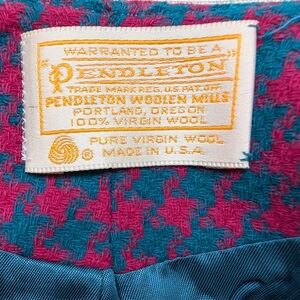 WARRANTED TO BE A
"PENDLETON"
TRADE MARK REG. U.S. PAT. OFF.
PENDLETON WOOLEN MILLS
PORTLAND, OREGON
100% VIRGIN WOOL
PURE VIRGIN WOOL
MADE IN U.S.A.